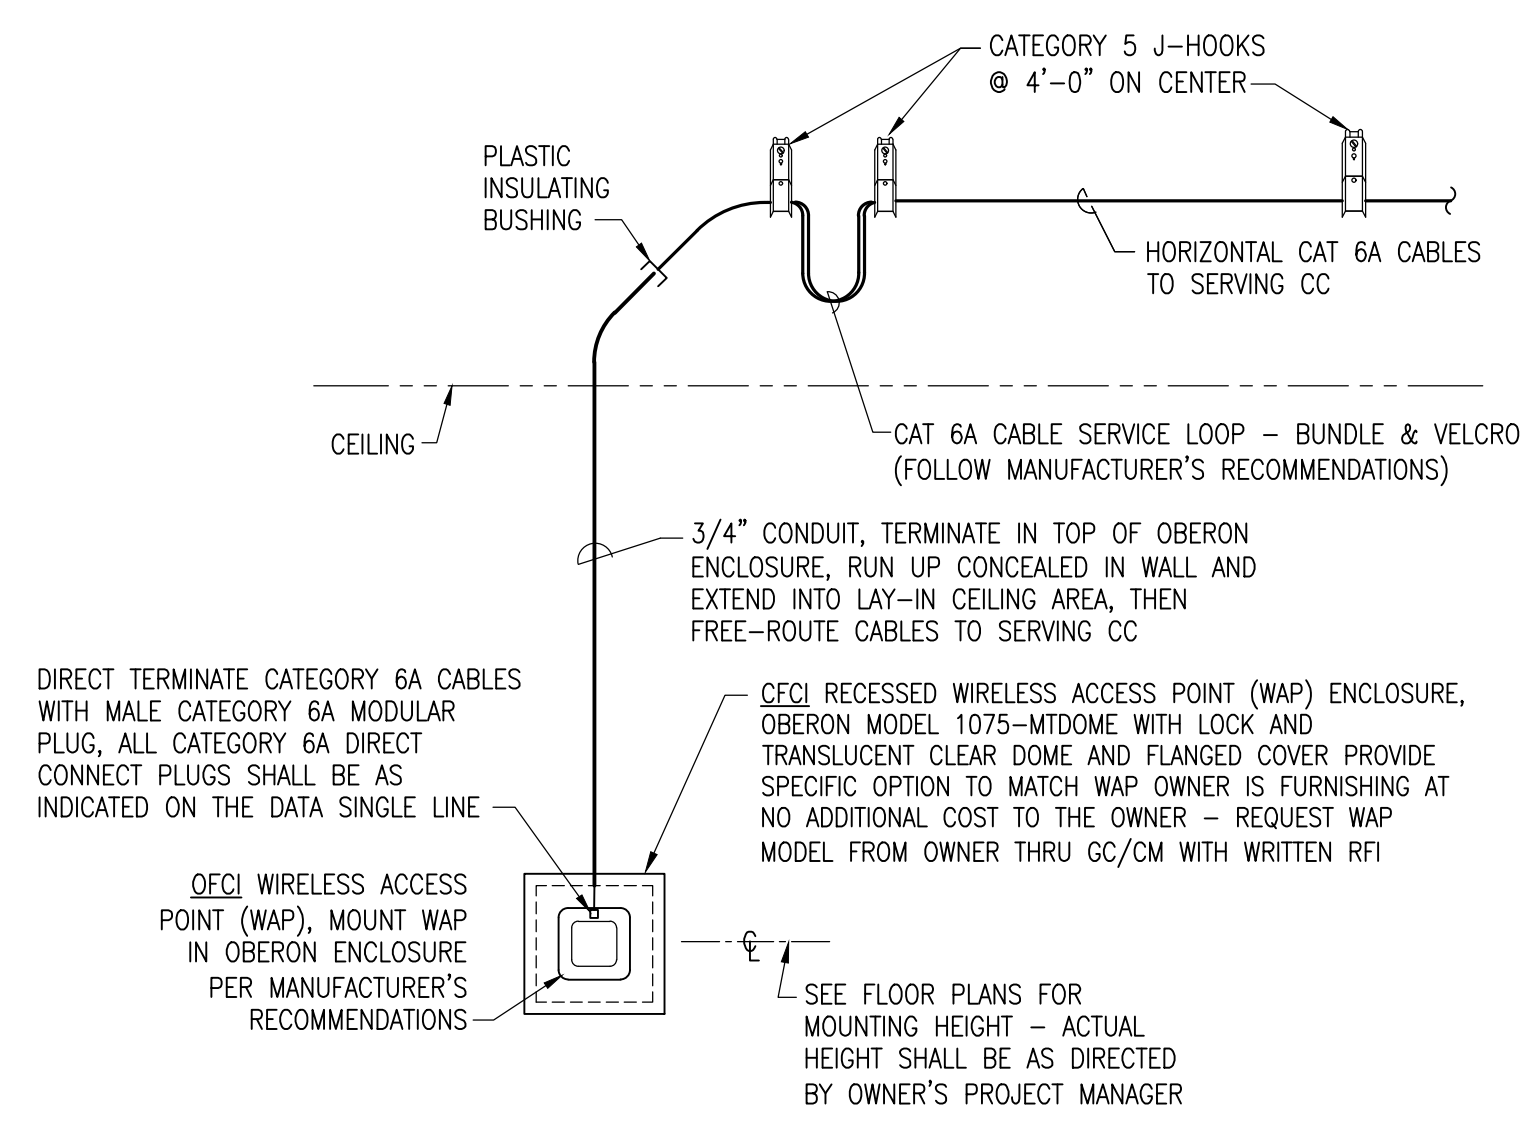 CATEGORY 5 J-HOOKS
@ 4'-0" ON CENTER
PLASTIC
INSULATING
BUSHING
HORIZONTAL CAT 6A CABLES
TO SERVING CC
CEILING
CAT 6A CABLE SERVICE LOOP - BUNDLE & VELCRO
(FOLLOW MANUFACTURER'S RECOMMENDATIONS)
3/4" CONDUIT, TERMINATE IN TOP OF OBERON
ENCLOSURE, RUN UP CONCEALED IN WALL AND
EXTEND INTO LAY-IN CEILING AREA, THEN
FREE-ROUTE CABLES TO SERVING CC
DIRECT TERMINATE CATEGORY 6A CABLES
WITH MALE CATEGORY 6A MODULAR
PLUG, ALL CATEGORY 6A DIRECT
CONNECT PLUGS SHALL BE AS
INDICATED ON THE DATA SINGLE LINE
CFCI RECESSED WIRELESS ACCESS POINT (WAP) ENCLOSURE,
OBERON MODEL 1075-MTDOME WITH LOCK AND
TRANSLUCENT CLEAR DOME AND FLANGED COVER PROVIDE
SPECIFIC OPTION TO MATCH WAP OWNER IS FURNISHING AT
NO ADDITIONAL COST TO THE OWNER - REQUEST WAP
MODEL FROM OWNER THRU GC/CM WITH WRITTEN RFI
OFCI WIRELESS ACCESS
POINT (WAP), MOUNT WAP
IN OBERON ENCLOSURE
PER MANUFACTURER'S
RECOMMENDATIONS
℄
SEE FLOOR PLANS FOR
MOUNTING HEIGHT - ACTUAL
HEIGHT SHALL BE AS DIRECTED
BY OWNER'S PROJECT MANAGER